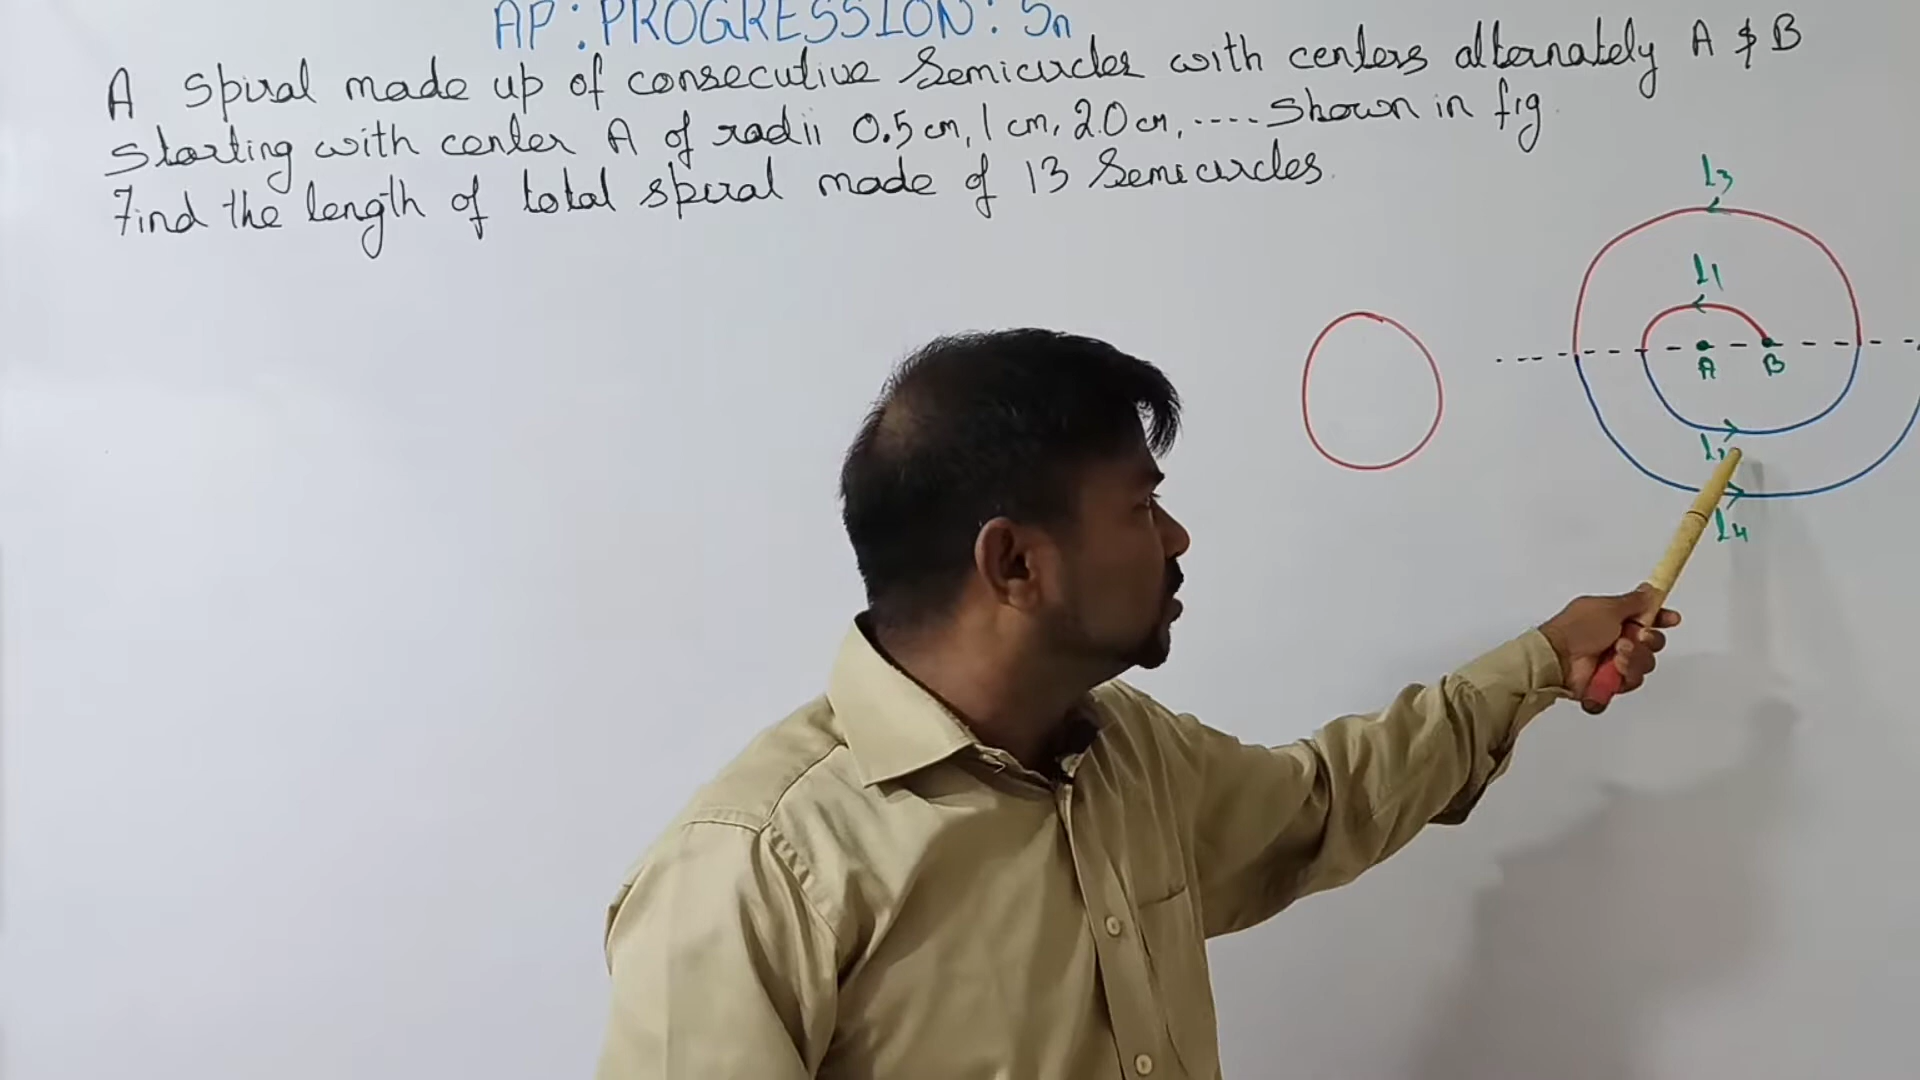 AP: PROGRESSION: Sn
A spiral made up of consecutive Semicircles with centers alternately A & B
starting with center A of radii 0.5 cm, 1 cm, 2.0 cm, .... Shown in fig.
Find the length of total spiral made of 13 Semicircles.
l3
l1
A B
l2
l4